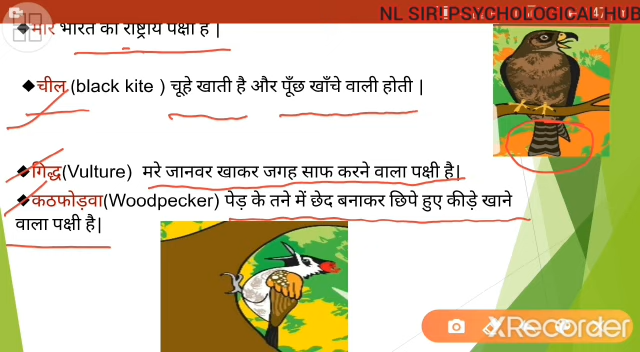 NL SIR!PSYCHOLOGICAL HUB
◆मोर भारत का राष्ट्रीय पक्षी है |
◆चील (black kite ) चूहे खाती है और पूँछ खाँचे वाली होती |
◆गिद्ध(Vulture) मरे जानवर खाकर जगह साफ करने वाला पक्षी है|
◆कठफोड़वा(Woodpecker) पेड़ के तने में छेद बनाकर छिपे हुए कीड़े खाने
वाला पक्षी है|
XRecorder